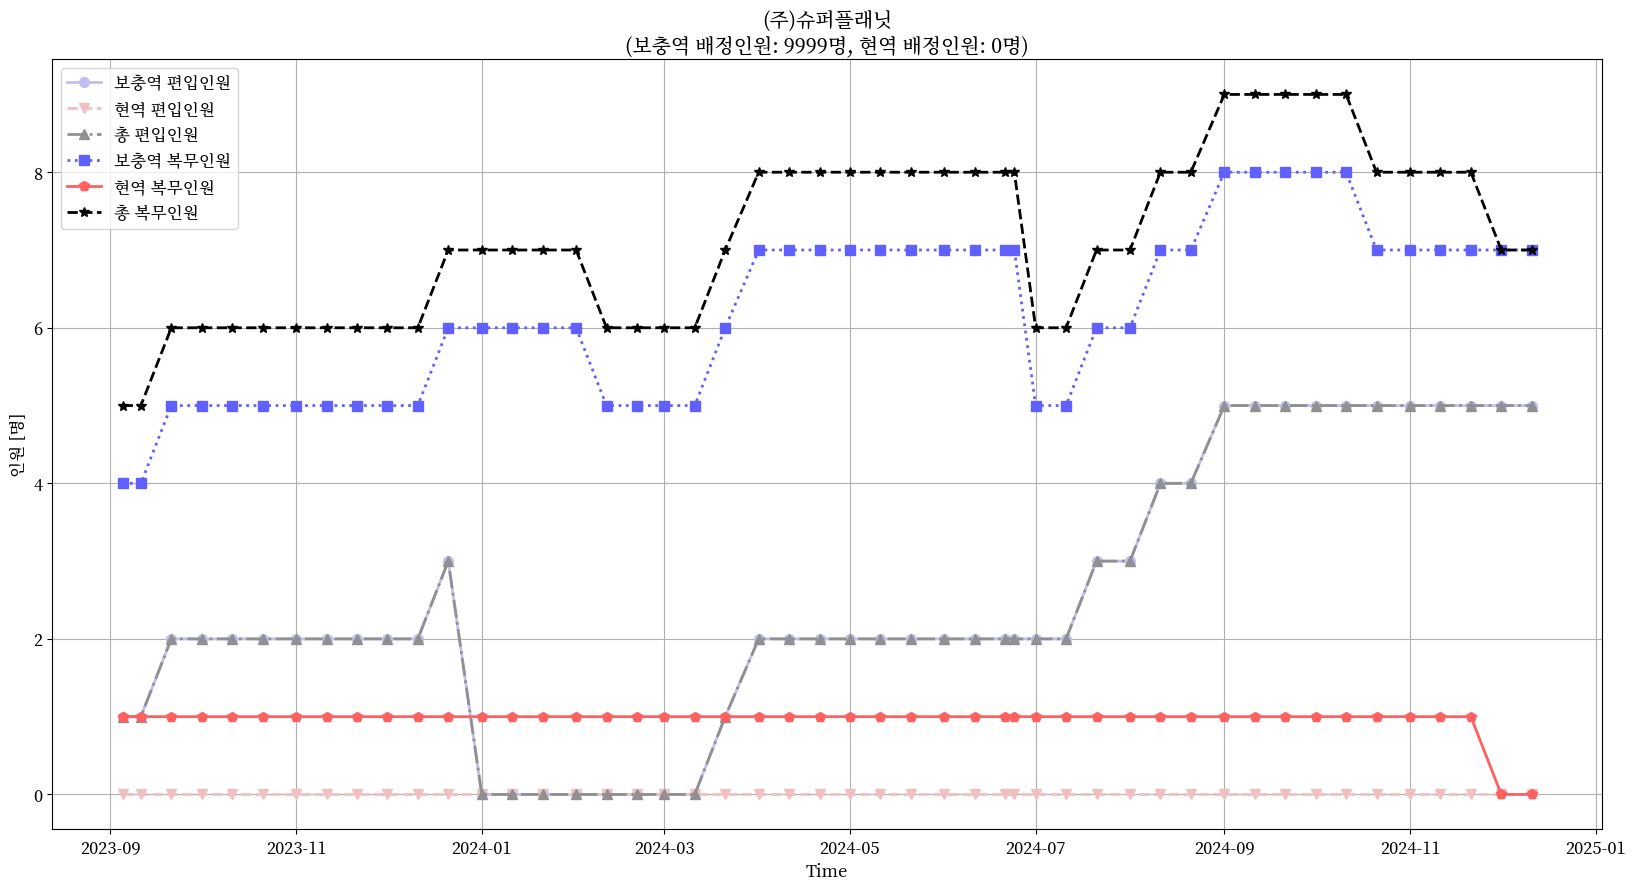 (주)슈퍼플래닛
(보충역 배정인원: 9999명, 현역 배정인원: 0명)
보충역 편입인원
현역 편입인원
총 편입인원
보충역 복무인원
현역 복무인원
총 복무인원
인원 [명]
8
6
4
2
0
2023-09 2023-11 2024-01 2024-03 2024-05 2024-07 2024-09 2024-11 2025-01
Time